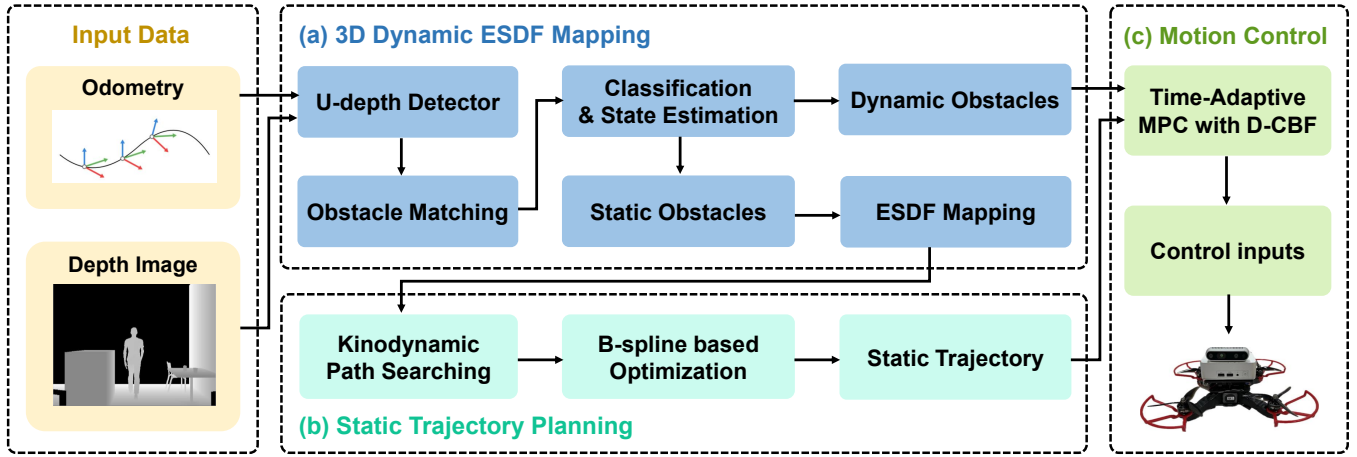 Input Data
Odometry
Depth Image
(a) 3D Dynamic ESDF Mapping
U-depth Detector
Classification
& State Estimation
Dynamic Obstacles
Obstacle Matching
Static Obstacles
ESDF Mapping
Kinodynamic
Path Searching
B-spline based
Optimization
Static Trajectory
(b) Static Trajectory Planning
(c) Motion Control
Time-Adaptive
MPC with D-CBF
Control inputs